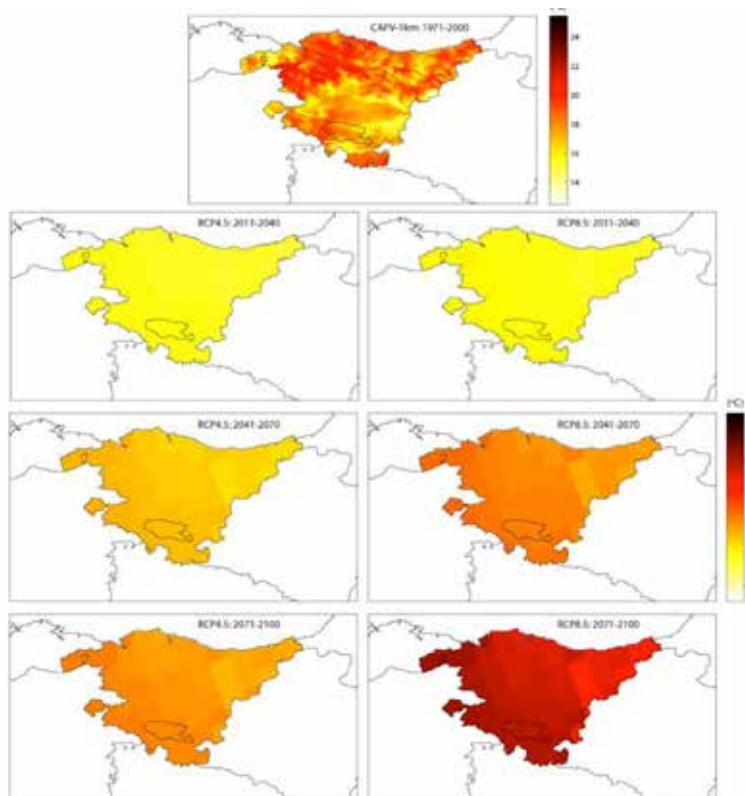 CAPV-1km: 1971-2000
24
22
20
18
16
14
RCP4.5: 2011-2040
RCP8.5: 2011-2040
(ºC)
RCP4.5: 2041-2070
RCP8.5: 2041-2070
RCP4.5: 2071-2100
RCP8.5: 2071-2100